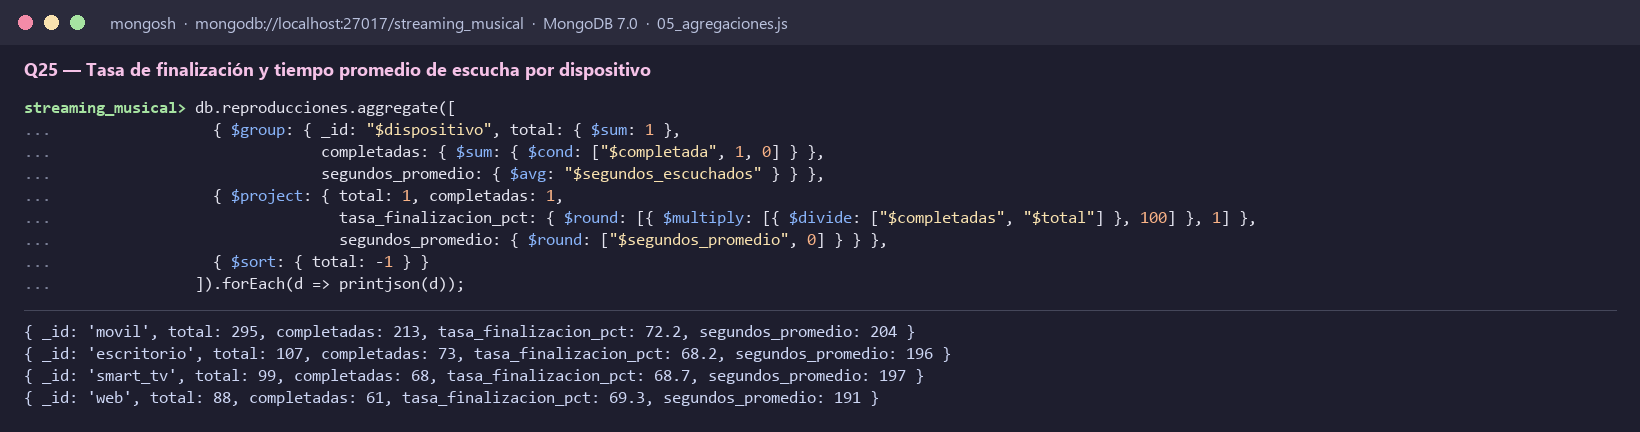 mongosh · mongodb://localhost:27017/streaming_musical · MongoDB 7.0 · 05_agregaciones.js
Q25 — Tasa de finalización y tiempo promedio de escucha por dispositivo
streaming_musical> db.reproducciones.aggregate([
...                  { $group: { _id: "$dispositivo", total: { $sum: 1 },
...                              completadas: { $sum: { $cond: ["$completada", 1, 0] } },
...                              segundos_promedio: { $avg: "$segundos_escuchados" } } },
...                  { $project: { total: 1, completadas: 1,
...                                tasa_finalizacion_pct: { $round: [{ $multiply: [{ $divide: ["$completadas", "$total"] }, 100] }, 1] },
...                                segundos_promedio: { $round: ["$segundos_promedio", 0] } } },
...                  { $sort: { total: -1 } }
...                ]).forEach(d => printjson(d));
{ _id: 'movil', total: 295, completadas: 213, tasa_finalizacion_pct: 72.2, segundos_promedio: 204 }
{ _id: 'escritorio', total: 107, completadas: 73, tasa_finalizacion_pct: 68.2, segundos_promedio: 196 }
{ _id: 'smart_tv', total: 99, completadas: 68, tasa_finalizacion_pct: 68.7, segundos_promedio: 197 }
{ _id: 'web', total: 88, completadas: 61, tasa_finalizacion_pct: 69.3, segundos_promedio: 191 }